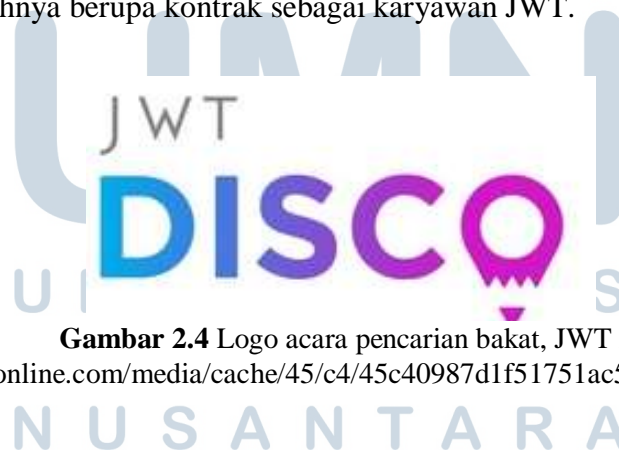 hnya berupa kontrak sebagai karyawan JWT.
UMN
JWT
DISCO
U S
Gambar 2.4 Logo acara pencarian bakat, JWT
online.com/media/cache/45/c4/45c40987d1f51751ac5
NUSANTARA